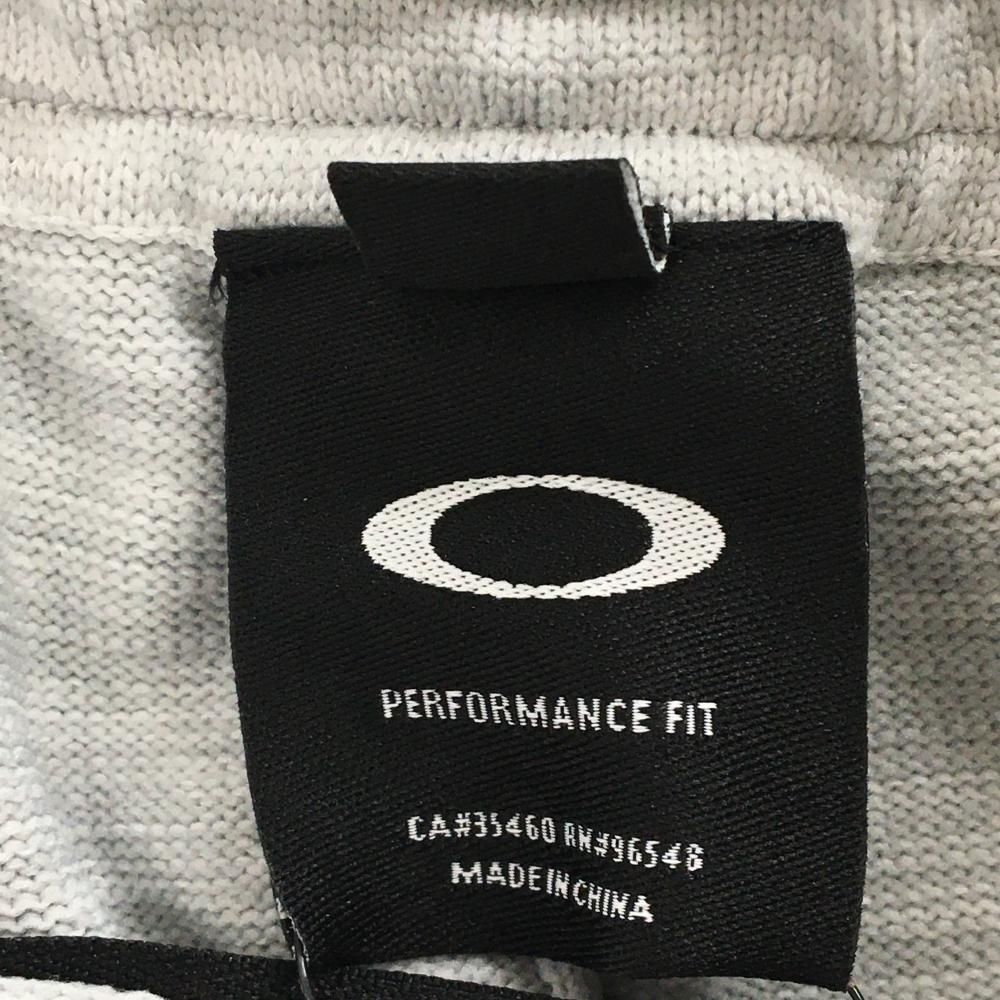 PERFORMANCE FIT
CA#35460 RN#96548
MADE IN CHINA